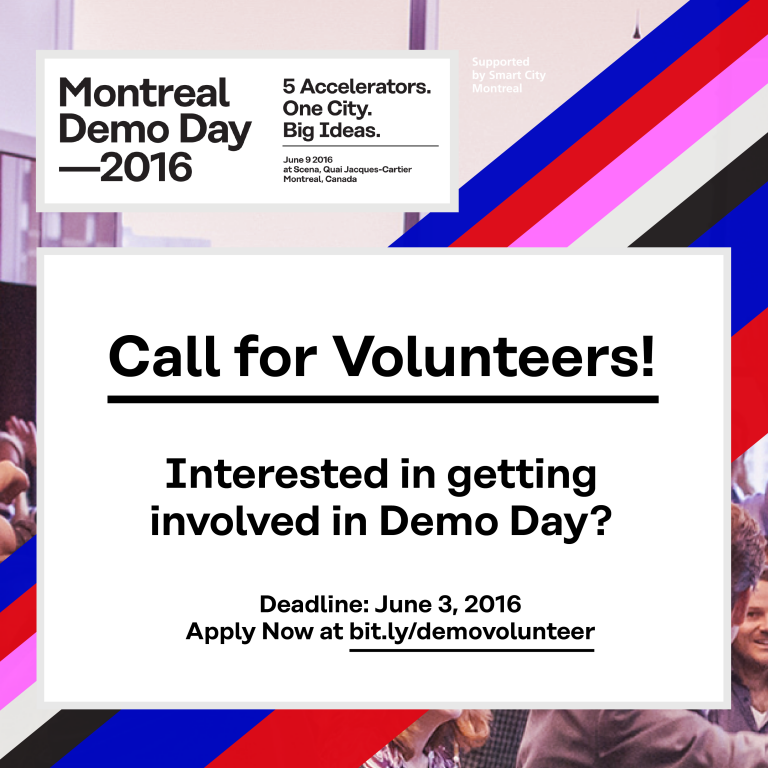 Montreal
Demo Day
—2016
5 Accelerators.
One City.
Big Ideas.
June 9 2016
at Scena, Quai Jacques-Cartier
Montreal, Canada
Supported
by Smart City
Montreal
Call for Volunteers!
Interested in getting
involved in Demo Day?
Deadline: June 3, 2016
Apply Now at bit.ly/demovolunteer